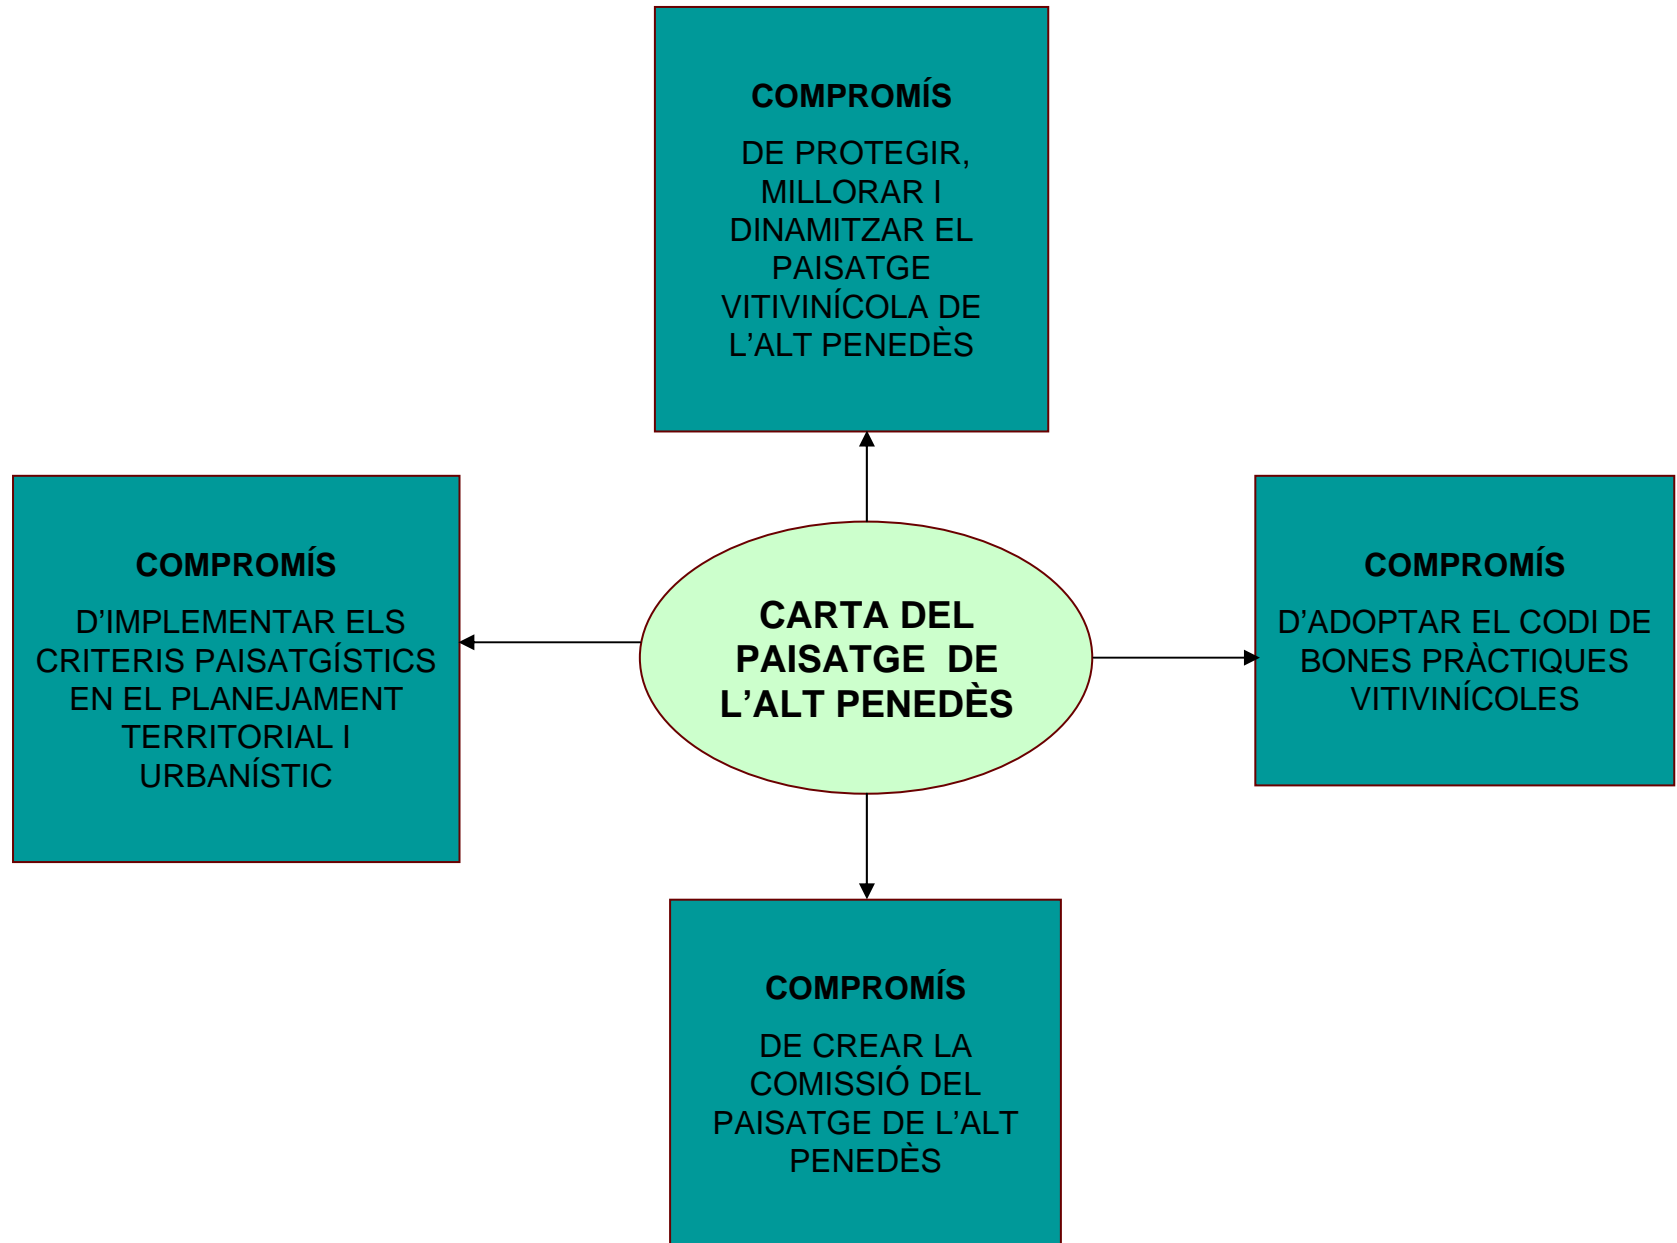 COMPROMÍS
DE PROTEGIR,
MILLORAR I
DINAMITZAR EL
PAISATGE
VITIVINÍCOLA DE
L’ALT PENEDÈS
COMPROMÍS
D’IMPLEMENTAR ELS
CRITERIS PAISATGÍSTICS
EN EL PLANEJAMENT
TERRITORIAL I
URBANÍSTIC
CARTA DEL
PAISATGE DE
L’ALT PENEDÈS
COMPROMÍS
D’ADOPTAR EL CODI DE
BONES PRÀCTIQUES
VITIVINÍCOLES
COMPROMÍS
DE CREAR LA
COMISSIÓ DEL
PAISATGE DE L’ALT
PENEDÈS